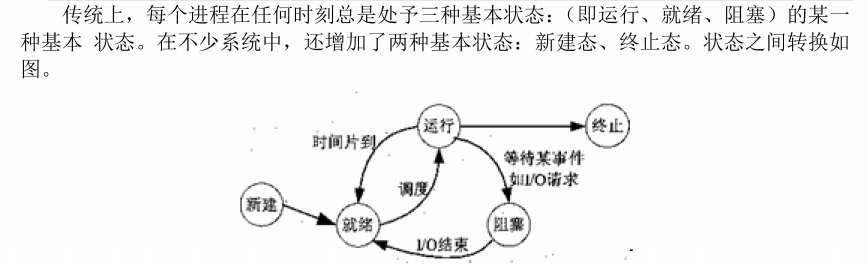 传统上，每个进程在任何时刻总是处予三种基本状态：（即运行、就绪、阻塞）的某一
种基本 状态。在不少系统中，还增加了两种基本状态：新建态、终止态。状态之间转换如
图。
运行
终止
时间片到
等待某事件
如I/O请求
调度
新建
就绪
阻塞
I/O结束